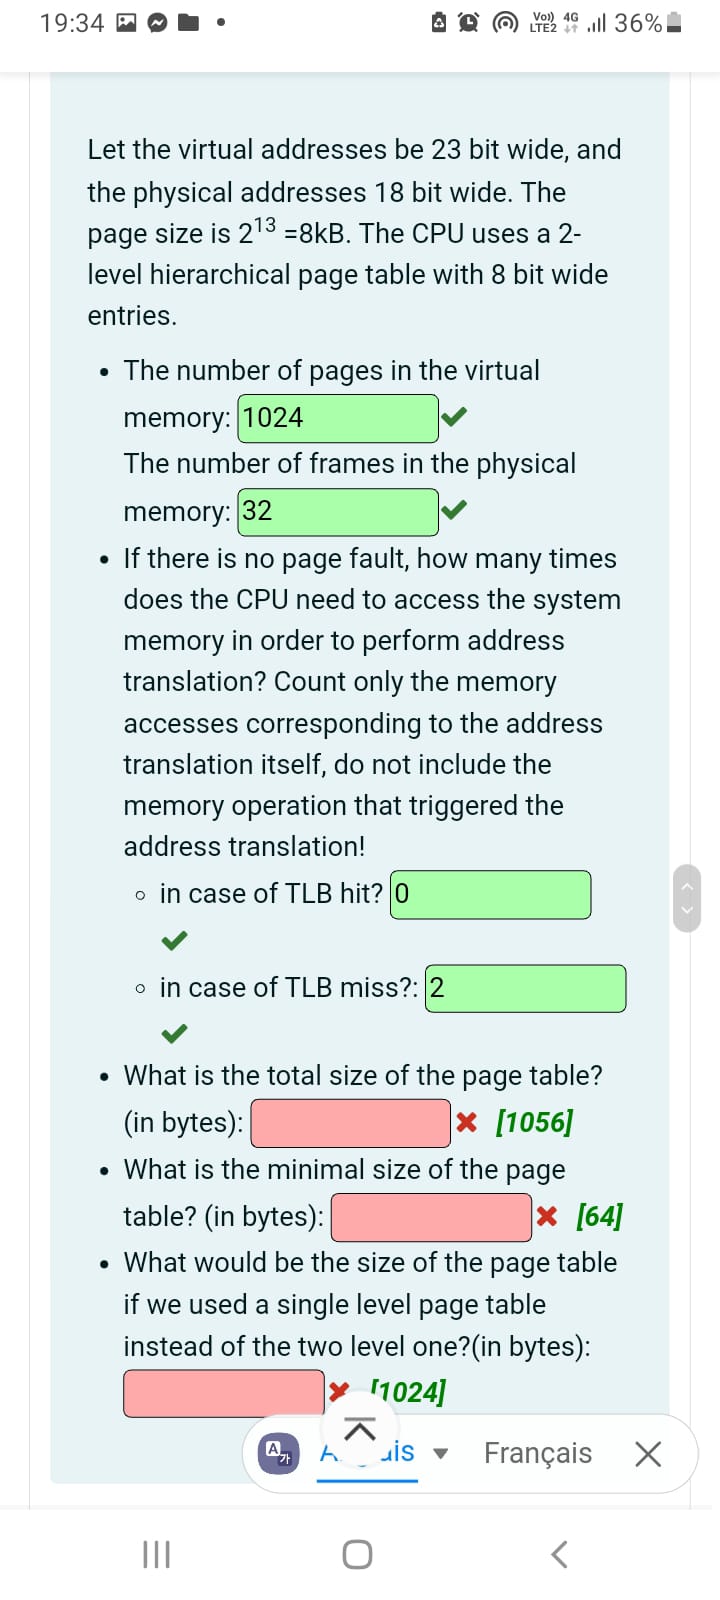 19:34
Vo)) 4G
LTE2
36%
Let the virtual addresses be 23 bit wide, and
the physical addresses 18 bit wide. The
page size is 2¹³ =8kB. The CPU uses a 2-
level hierarchical page table with 8 bit wide
entries.
• The number of pages in the virtual
memory: 1024
The number of frames in the physical
memory: 32
• If there is no page fault, how many times
does the CPU need to access the system
memory in order to perform address
translation? Count only the memory
accesses corresponding to the address
translation itself, do not include the
memory operation that triggered the
address translation!
◦ in case of TLB hit? 0
◦ in case of TLB miss?: 2
• What is the total size of the page table?
(in bytes): [1056]
• What is the minimal size of the page
table? (in bytes): [64]
• What would be the size of the page table
if we used a single level page table
instead of the two level one?(in bytes):
[1024]
Français